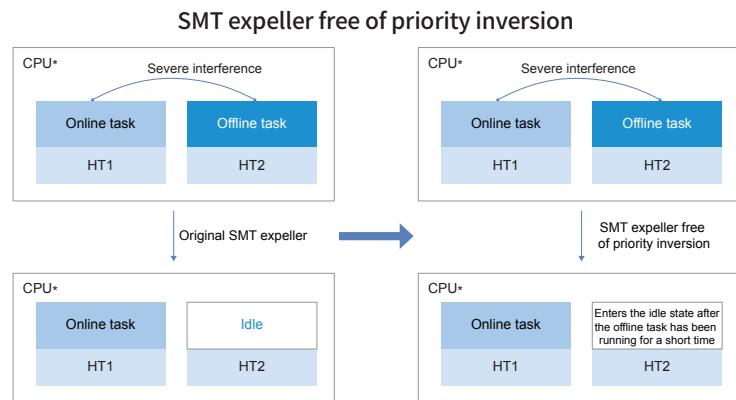 SMT expeller free of priority inversion
CPU*
Severe interference
Online task
Offline task
HT1
HT2
CPU*
Severe interference
Online task
Offline task
HT1
HT2
Original SMT expeller
SMT expeller free
of priority inversion
CPU*
Online task
Idle
HT1
HT2
CPU*
Online task
Enters the idle state after
the offline task has been
running for a short time
HT1
HT2